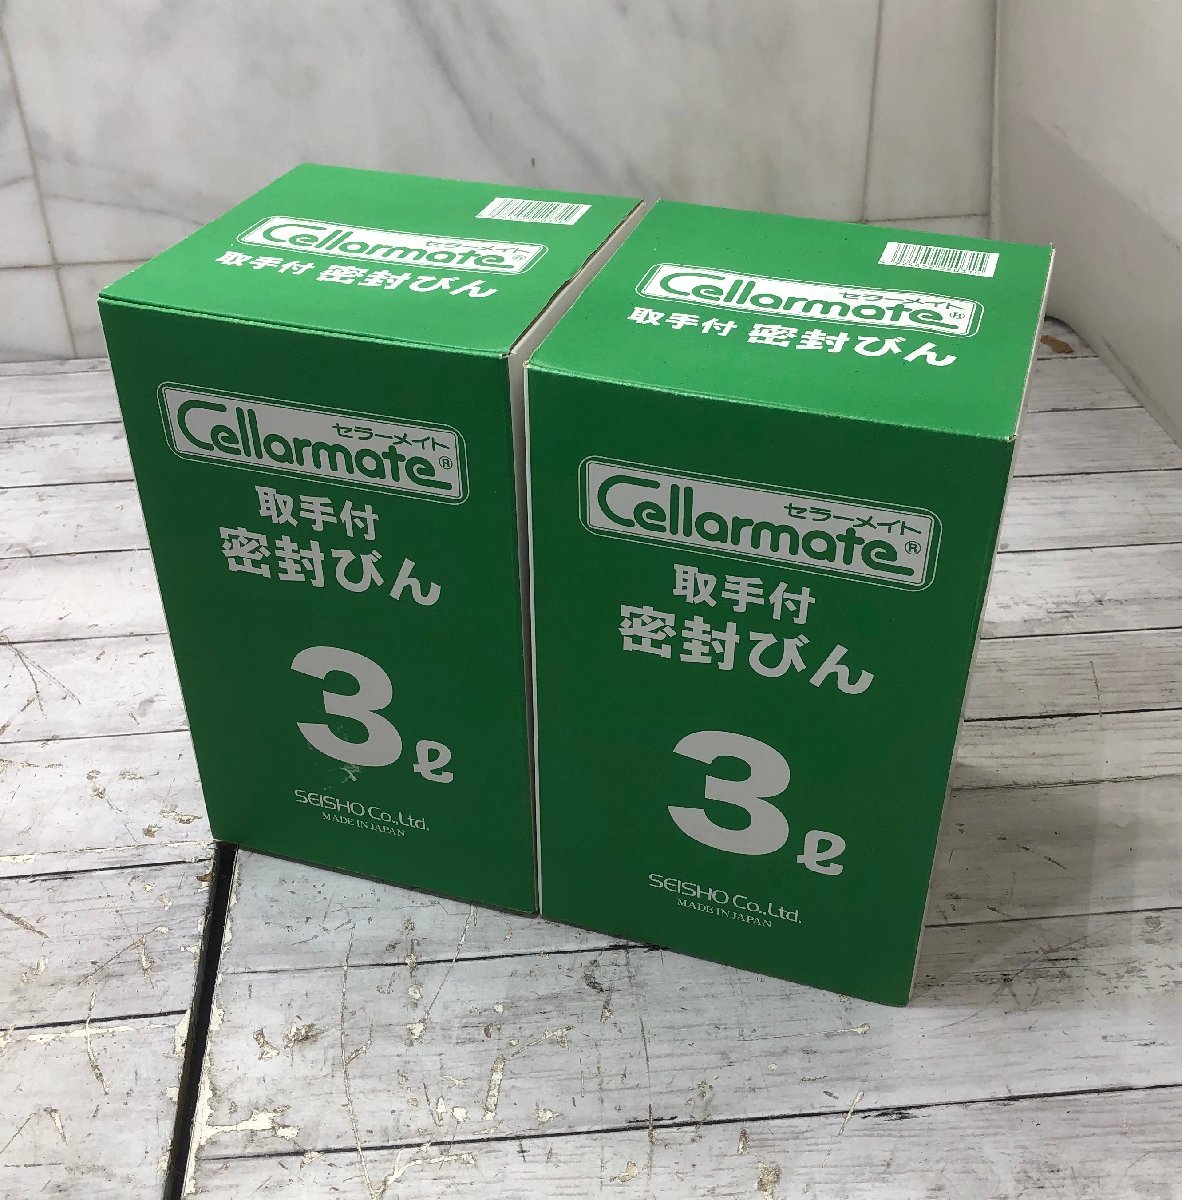 セラーメイト
Cellarmate®
取手付 密封びん
セラーメイト
Cellarmate®
取手付
密封びん
3ℓ
SEISHO Co.,Ltd.
MADE IN JAPAN
セラーメイト
Cellarmate®
取手付 密封びん
セラーメイト
Cellarmate®
取手付
密封びん
3ℓ
SEISHO Co.,Ltd.
MADE IN JAPAN